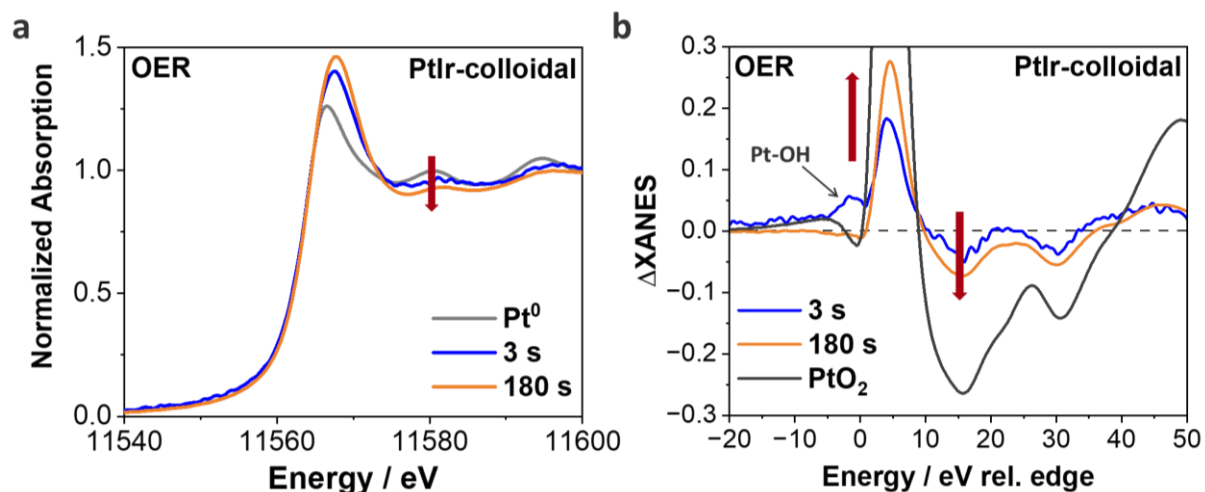 a
OER
PtIr-colloidal
Normalized Absorption
1.5
1.0
0.5
0.0
Pt⁰
3 s
180 s
11540
11560
11580
11600
Energy / eV
b
OER
PtIr-colloidal
Pt-OH
ΔXANES
0.3
0.2
0.1
0.0
−0.1
−0.2
−0.3
3 s
180 s
PtO₂
−20
−10
0
10
20
30
40
50
Energy / eV rel. edge